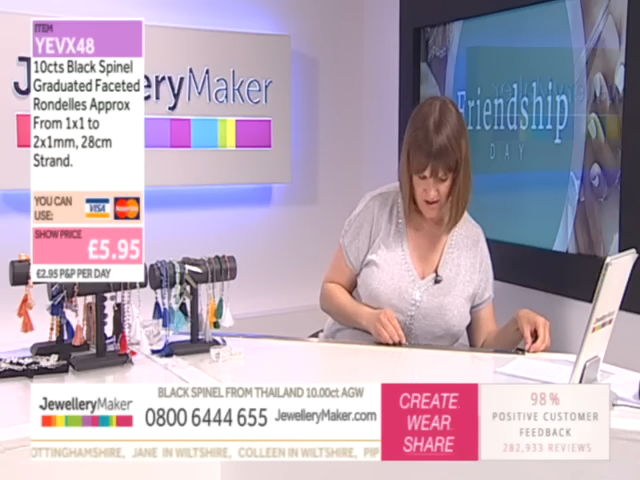 ITEM
YEVX48
10cts Black Spinel
Graduated Faceted
Rondelles Approx
From 1x1 to
2x1mm, 28cm
Strand.
YOU CAN
USE:
VISA
MasterCard
SHOW PRICE
£5.95
£2.95 P&P PER DAY
JewelleryMaker
Friendship
DAY
JewelleryMaker
BLACK SPINEL FROM THAILAND 10.00ct AGW
0800 6444 655 JewelleryMaker.com
CREATE
WEAR
SHARE
98%
POSITIVE CUSTOMER
FEEDBACK
282,933 REVIEWS
OTTINGHAMSHIRE, JANE IN WILTSHIRE, COLLEEN IN WILTSHIRE, PIP